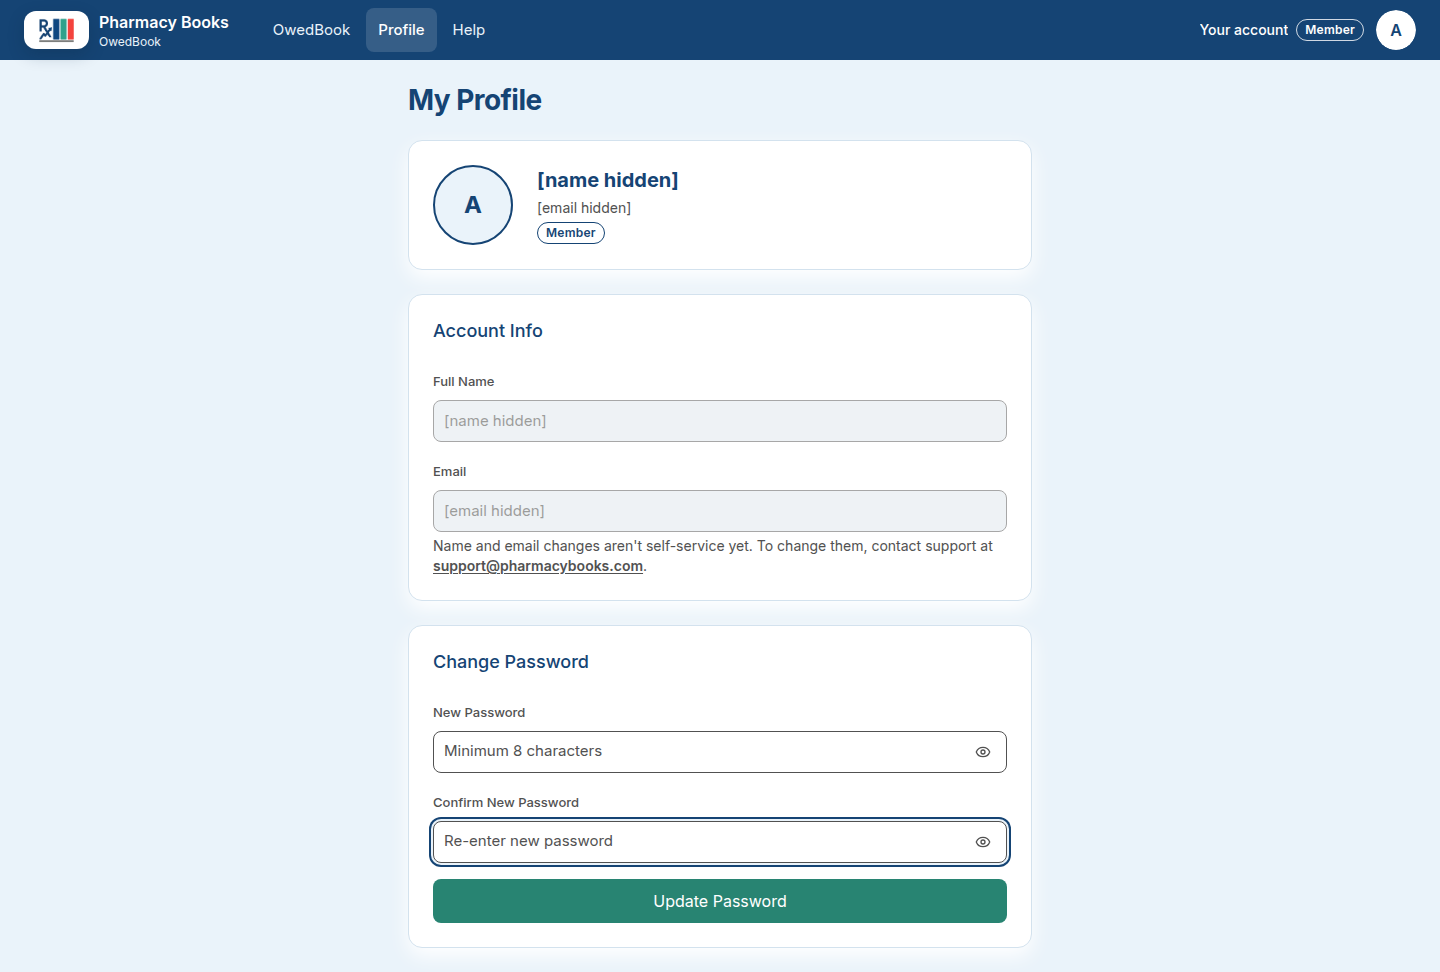 Pharmacy Books
OwedBook
OwedBook Profile Help
Your account Member A
My Profile
A
[name hidden]
[email hidden]
Member
Account Info
Full Name
[name hidden]
Email
[email hidden]
Name and email changes aren't self-service yet. To change them, contact support at
support@pharmacybooks.com.
Change Password
New Password
Minimum 8 characters
Confirm New Password
Re-enter new password
Update Password